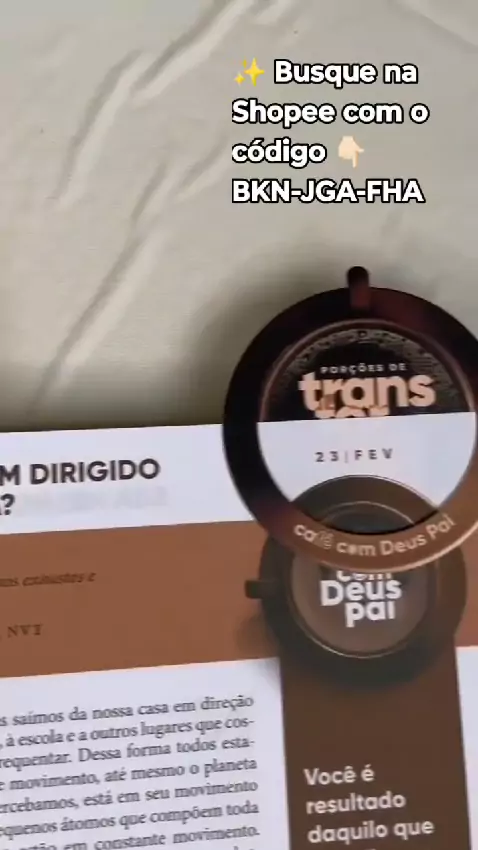 ✨ Busque na
Shopee com o
código 👇🏻
BKN-JGA-FHA
PORÇÕES DE
trans
23|FEV
café com Deus Pai
com
Deus
pai
M DIRIGIDO
?
exaustos e
, NVT
s saímos da nossa casa em direção
, à escola e a outros lugares que cos-
requentar. Dessa forma todos esta-
e movimento, até mesmo o planeta
ercebamos, está em seu movimento
equenos átomos que compõem toda
em constante movimento.
Você é
resultado
daquilo que